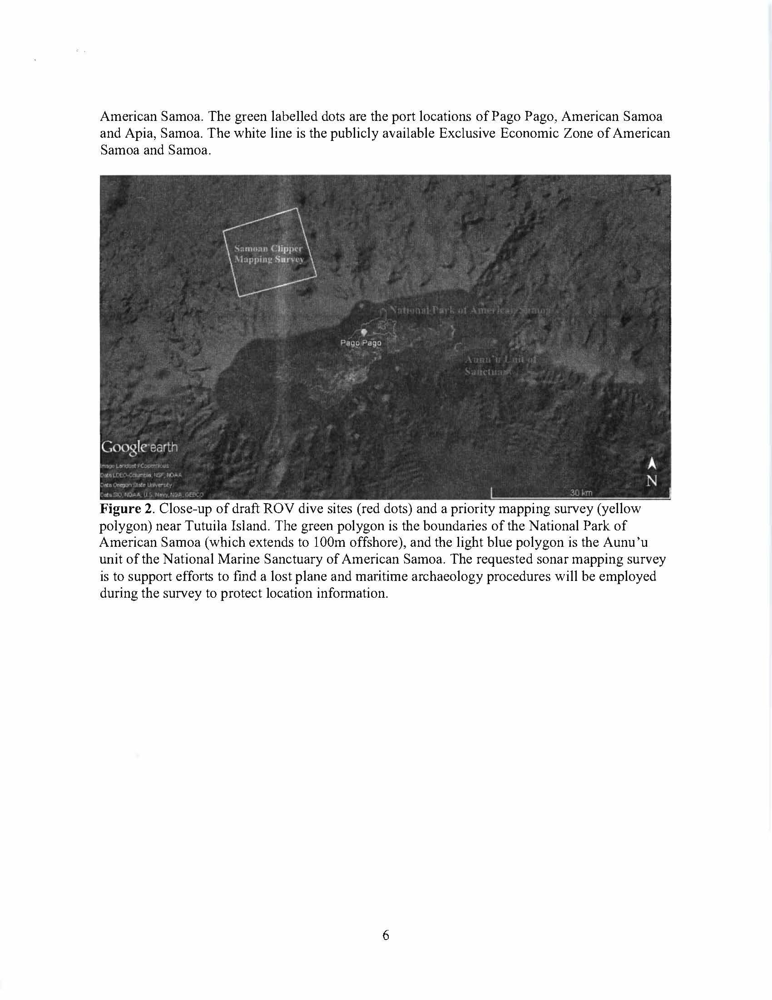 American Samoa. The green labelled dots are the port locations of Pago Pago, American Samoa
and Apia, Samoa. The white line is the publicly available Exclusive Economic Zone of American
Samoa and Samoa.
Samoan Clipper
Mapping Survey
National Park of American Samoa
Pago Pago
Aunu'u Unit of
Sanctuary
Google earth
Image Landsat / Copernicus
Data LDEO-Columbia, NSF, NOAA
Data Oregon State University
Data SIO, NOAA, U.S. Navy, NGA, GEBCO
N
30 km
Figure 2. Close-up of draft ROV dive sites (red dots) and a priority mapping survey (yellow
polygon) near Tutuila Island. The green polygon is the boundaries of the National Park of
American Samoa (which extends to 100m offshore), and the light blue polygon is the Aunu'u
unit of the National Marine Sanctuary of American Samoa. The requested sonar mapping survey
is to support efforts to find a lost plane and maritime archaeology procedures will be employed
during the survey to protect location information.
6